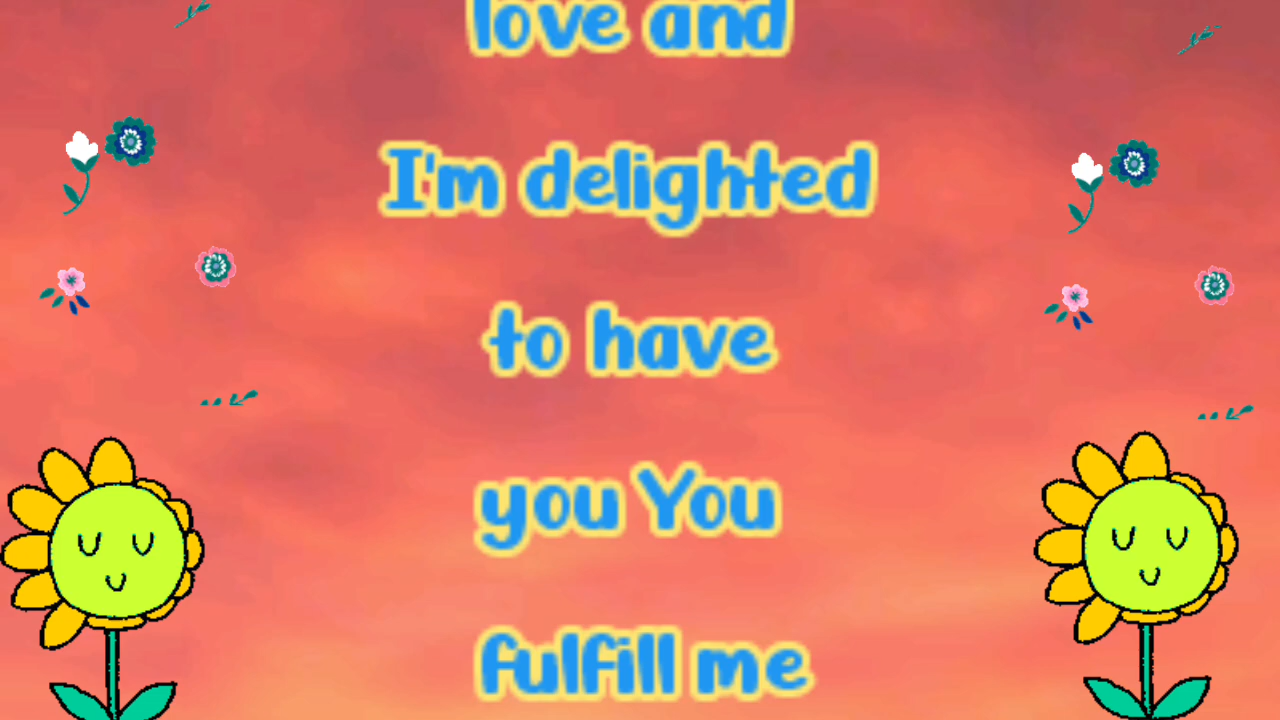 love and
I'm delighted
to have
you You
fulfill me